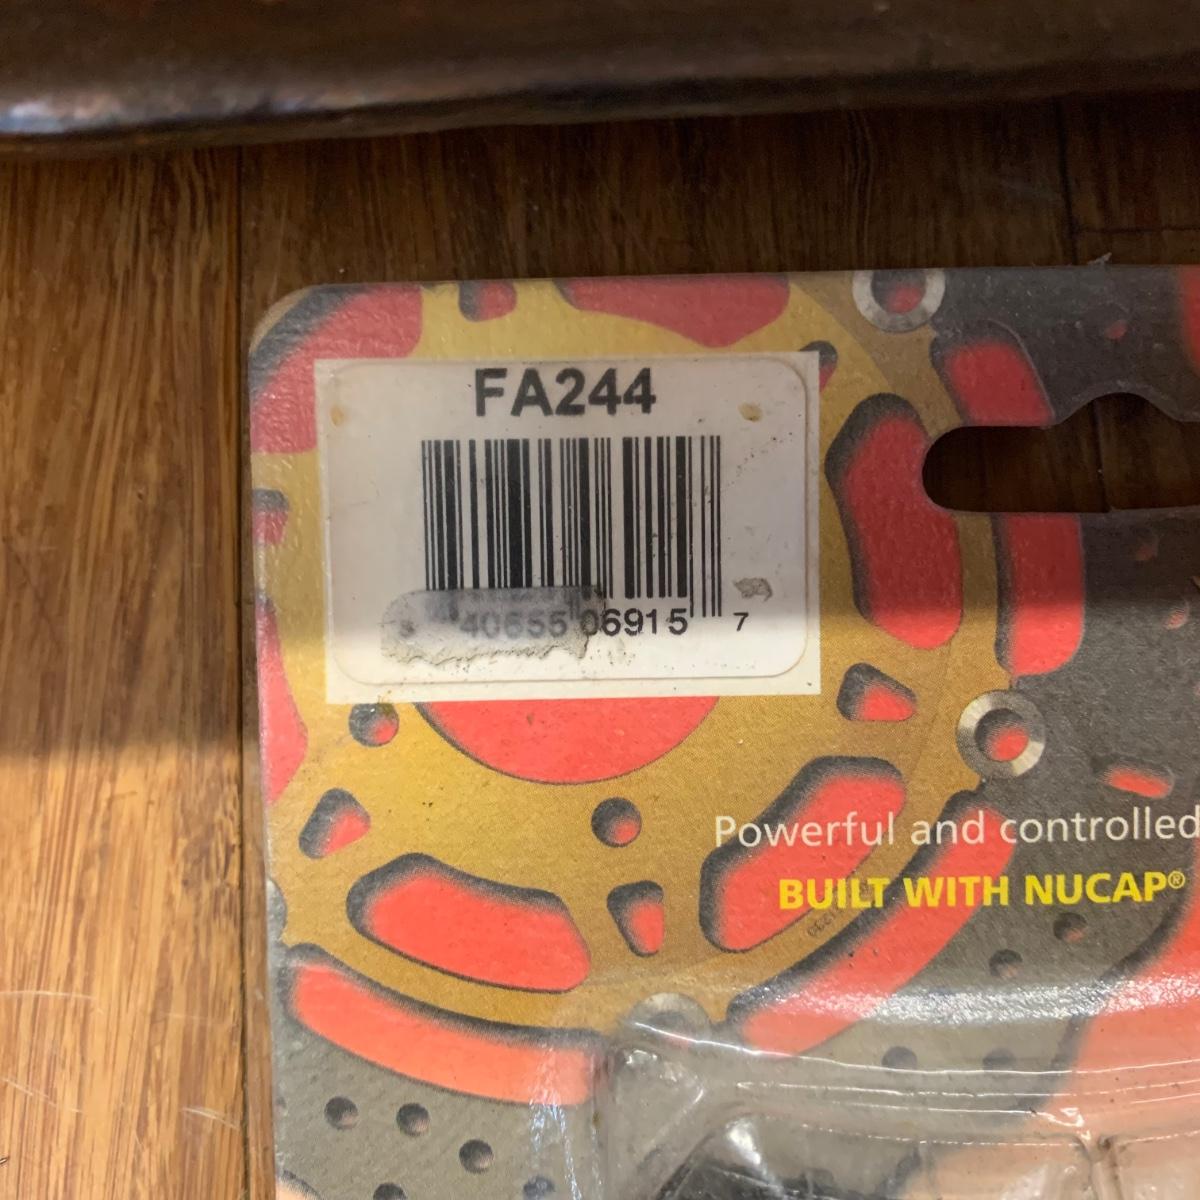 FA244
40655 06915 7
Powerful and controlled
BUILT WITH NUCAP®